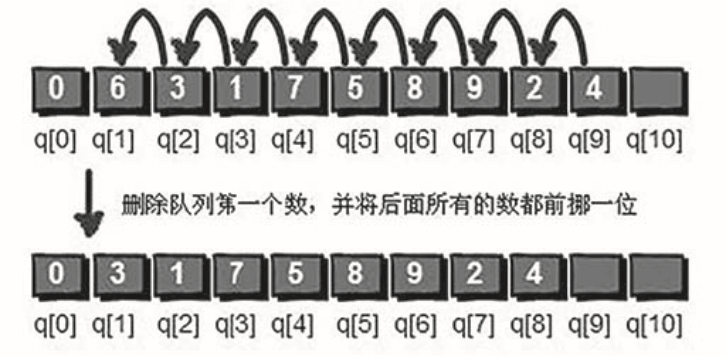 0 6 3 1 7 5 8 9 2 4
q[0] q[1] q[2] q[3] q[4] q[5] q[6] q[7] q[8] q[9] q[10]
删除队列第一个数，并将后面所有的数都前挪一位
0 3 1 7 5 8 9 2 4
q[0] q[1] q[2] q[3] q[4] q[5] q[6] q[7] q[8] q[9] q[10]